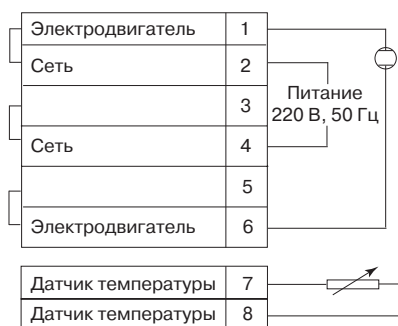 Электродвигатель 1
Сеть 2
3
Питание
220 В, 50 Гц
Сеть 4
5
Электродвигатель 6
Датчик температуры 7
Датчик температуры 8